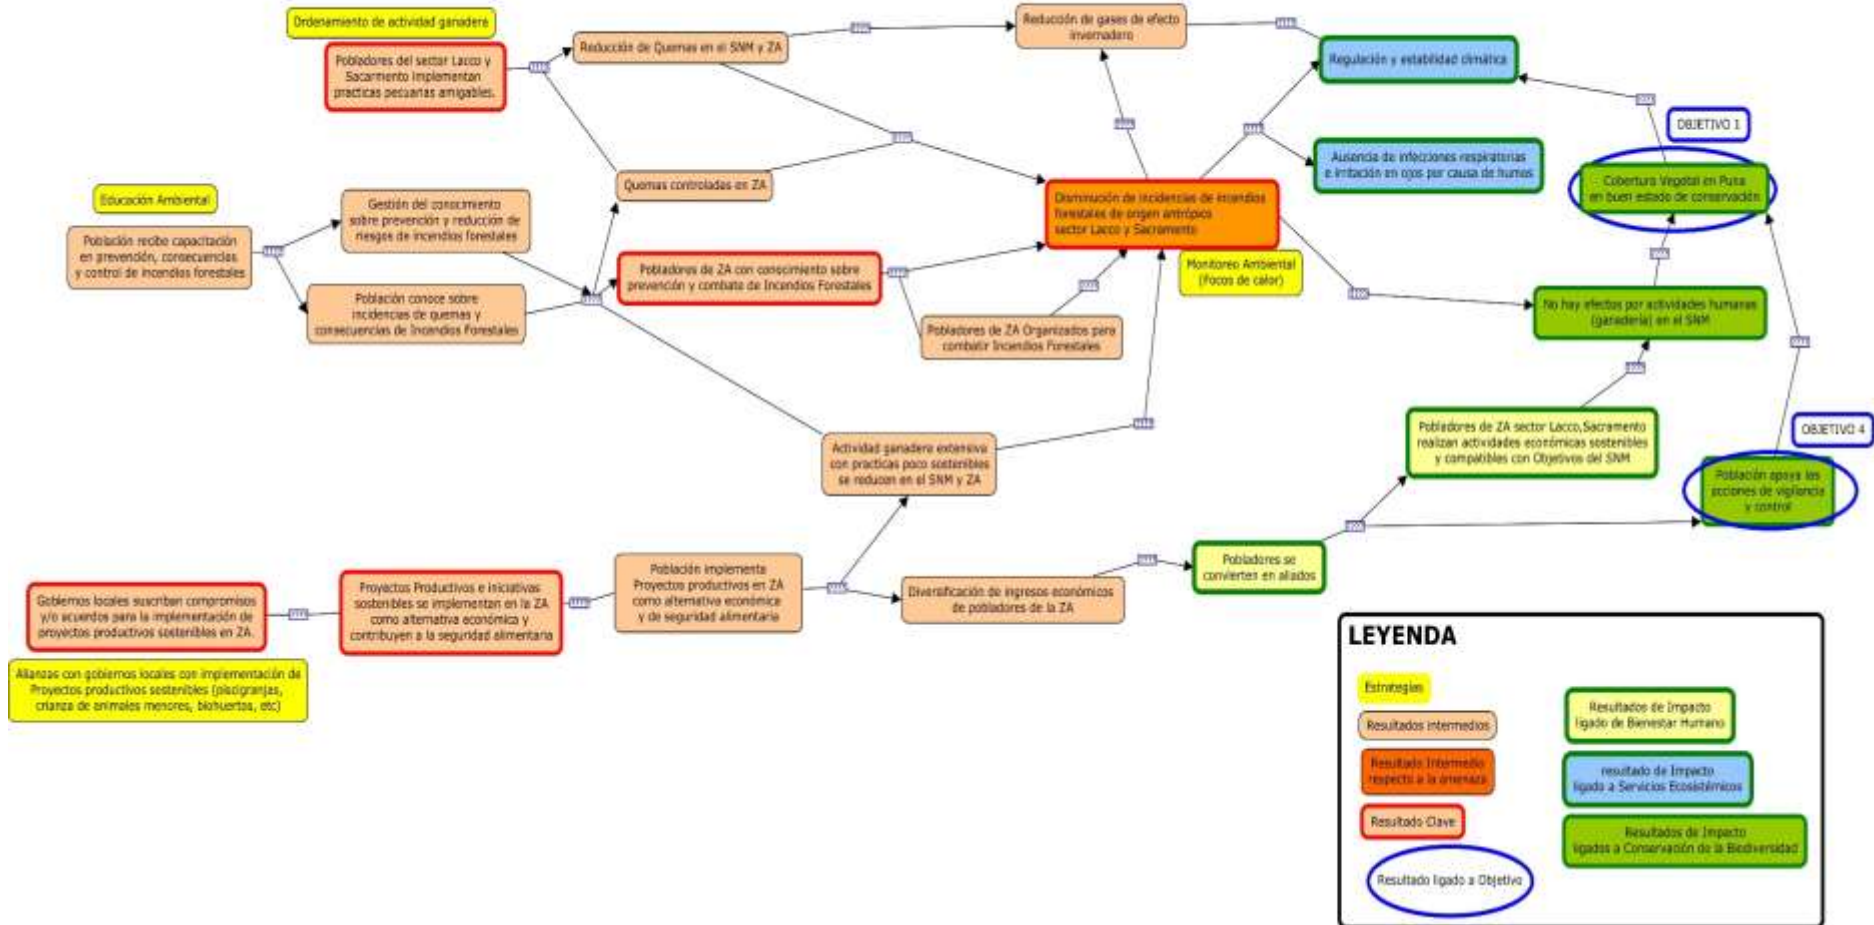 Ordenamiento de actividad ganadera
Pobladores del sector Lacco y
Sacarmento implementan
practicas pecuarias amigables.
Reducción de Quemas en el SNM y ZA
Reducción de gases de efecto
invernadero
Regulación y estabilidad climática
OBJETIVO 1
Ausencia de infecciones respiratorias
e irritación en ojos por causa de humos
Cobertura Vegetal en Puna
en buen estado de conservación
Quemas controladas en ZA
Disminución de incidencias de incendios
forestales de origen antrópico
sector Lacco y Sacramento
Monitoreo Ambiental
(focos de calor)
Educación Ambiental
Población recibe capacitación
en prevención, consecuencias
y control de incendios forestales
Gestión del conocimiento
sobre prevención y reducción de
riesgos de incendios forestales
Población conoce sobre
incidencias de quemas y
consecuencias de Incendios Forestales
Pobladores de ZA con conocimiento sobre
prevención y combate de Incendios Forestales
Pobladores de ZA Organizados para
combatir Incendios Forestales
No hay efectos por actividades humanas
(ganadería) en el SNM
Pobladores de ZA sector Lacco,Sacramento
realizan actividades económicas sostenibles
y compatibles con Objetivos del SNM
OBJETIVO 4
Población apoya las
acciones de vigilancia
y control
Actividad ganadera extensiva
con practicas poco sostenibles
se reducen en el SNM y ZA
Pobladores se
convierten en aliados
Gobiernos locales suscriban compromisos
y/o acuerdos para la implementación de
proyectos productivos sostenibles en ZA.
Proyectos Productivos e iniciativas
sostenibles se implementan en la ZA
como alternativa económica y
contribuyen a la seguridad alimentaria
Población implementa
Proyectos productivos en ZA
como alternativa económica
y de seguridad alimentaria
Diversificación de ingresos económicos
de pobladores de la ZA
Alianzas con gobiernos locales con implementación de
Proyectos productivos sostenibles (piscigranjas,
crianza de animales menores, biohuertos, etc)
LEYENDA
Estrategias
Resultados intermedios
Resultado Intermedio
respecto a la amenaza
Resultado Clave
Resultado ligado a Objetivo
Resultados de Impacto
ligado de Bienestar Humano
resultado de Impacto
ligado a Servicios Ecosistémicos
Resultados de Impacto
ligados a Conservación de la Biodiversidad